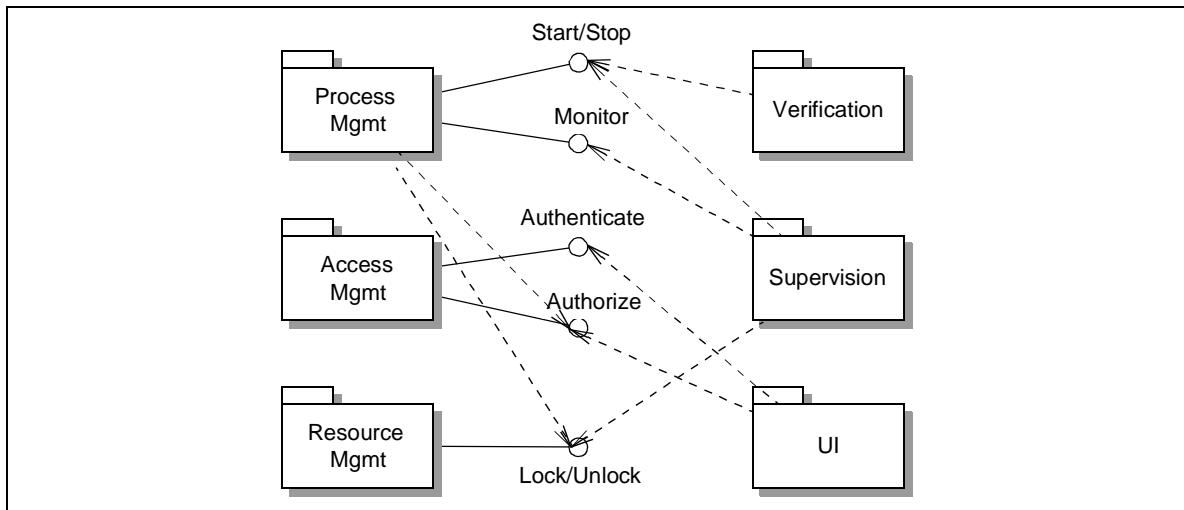 Start/Stop
Process
Mgmt
Verification
Monitor
Authenticate
Access
Mgmt
Supervision
Authorize
Resource
Mgmt
UI
Lock/Unlock